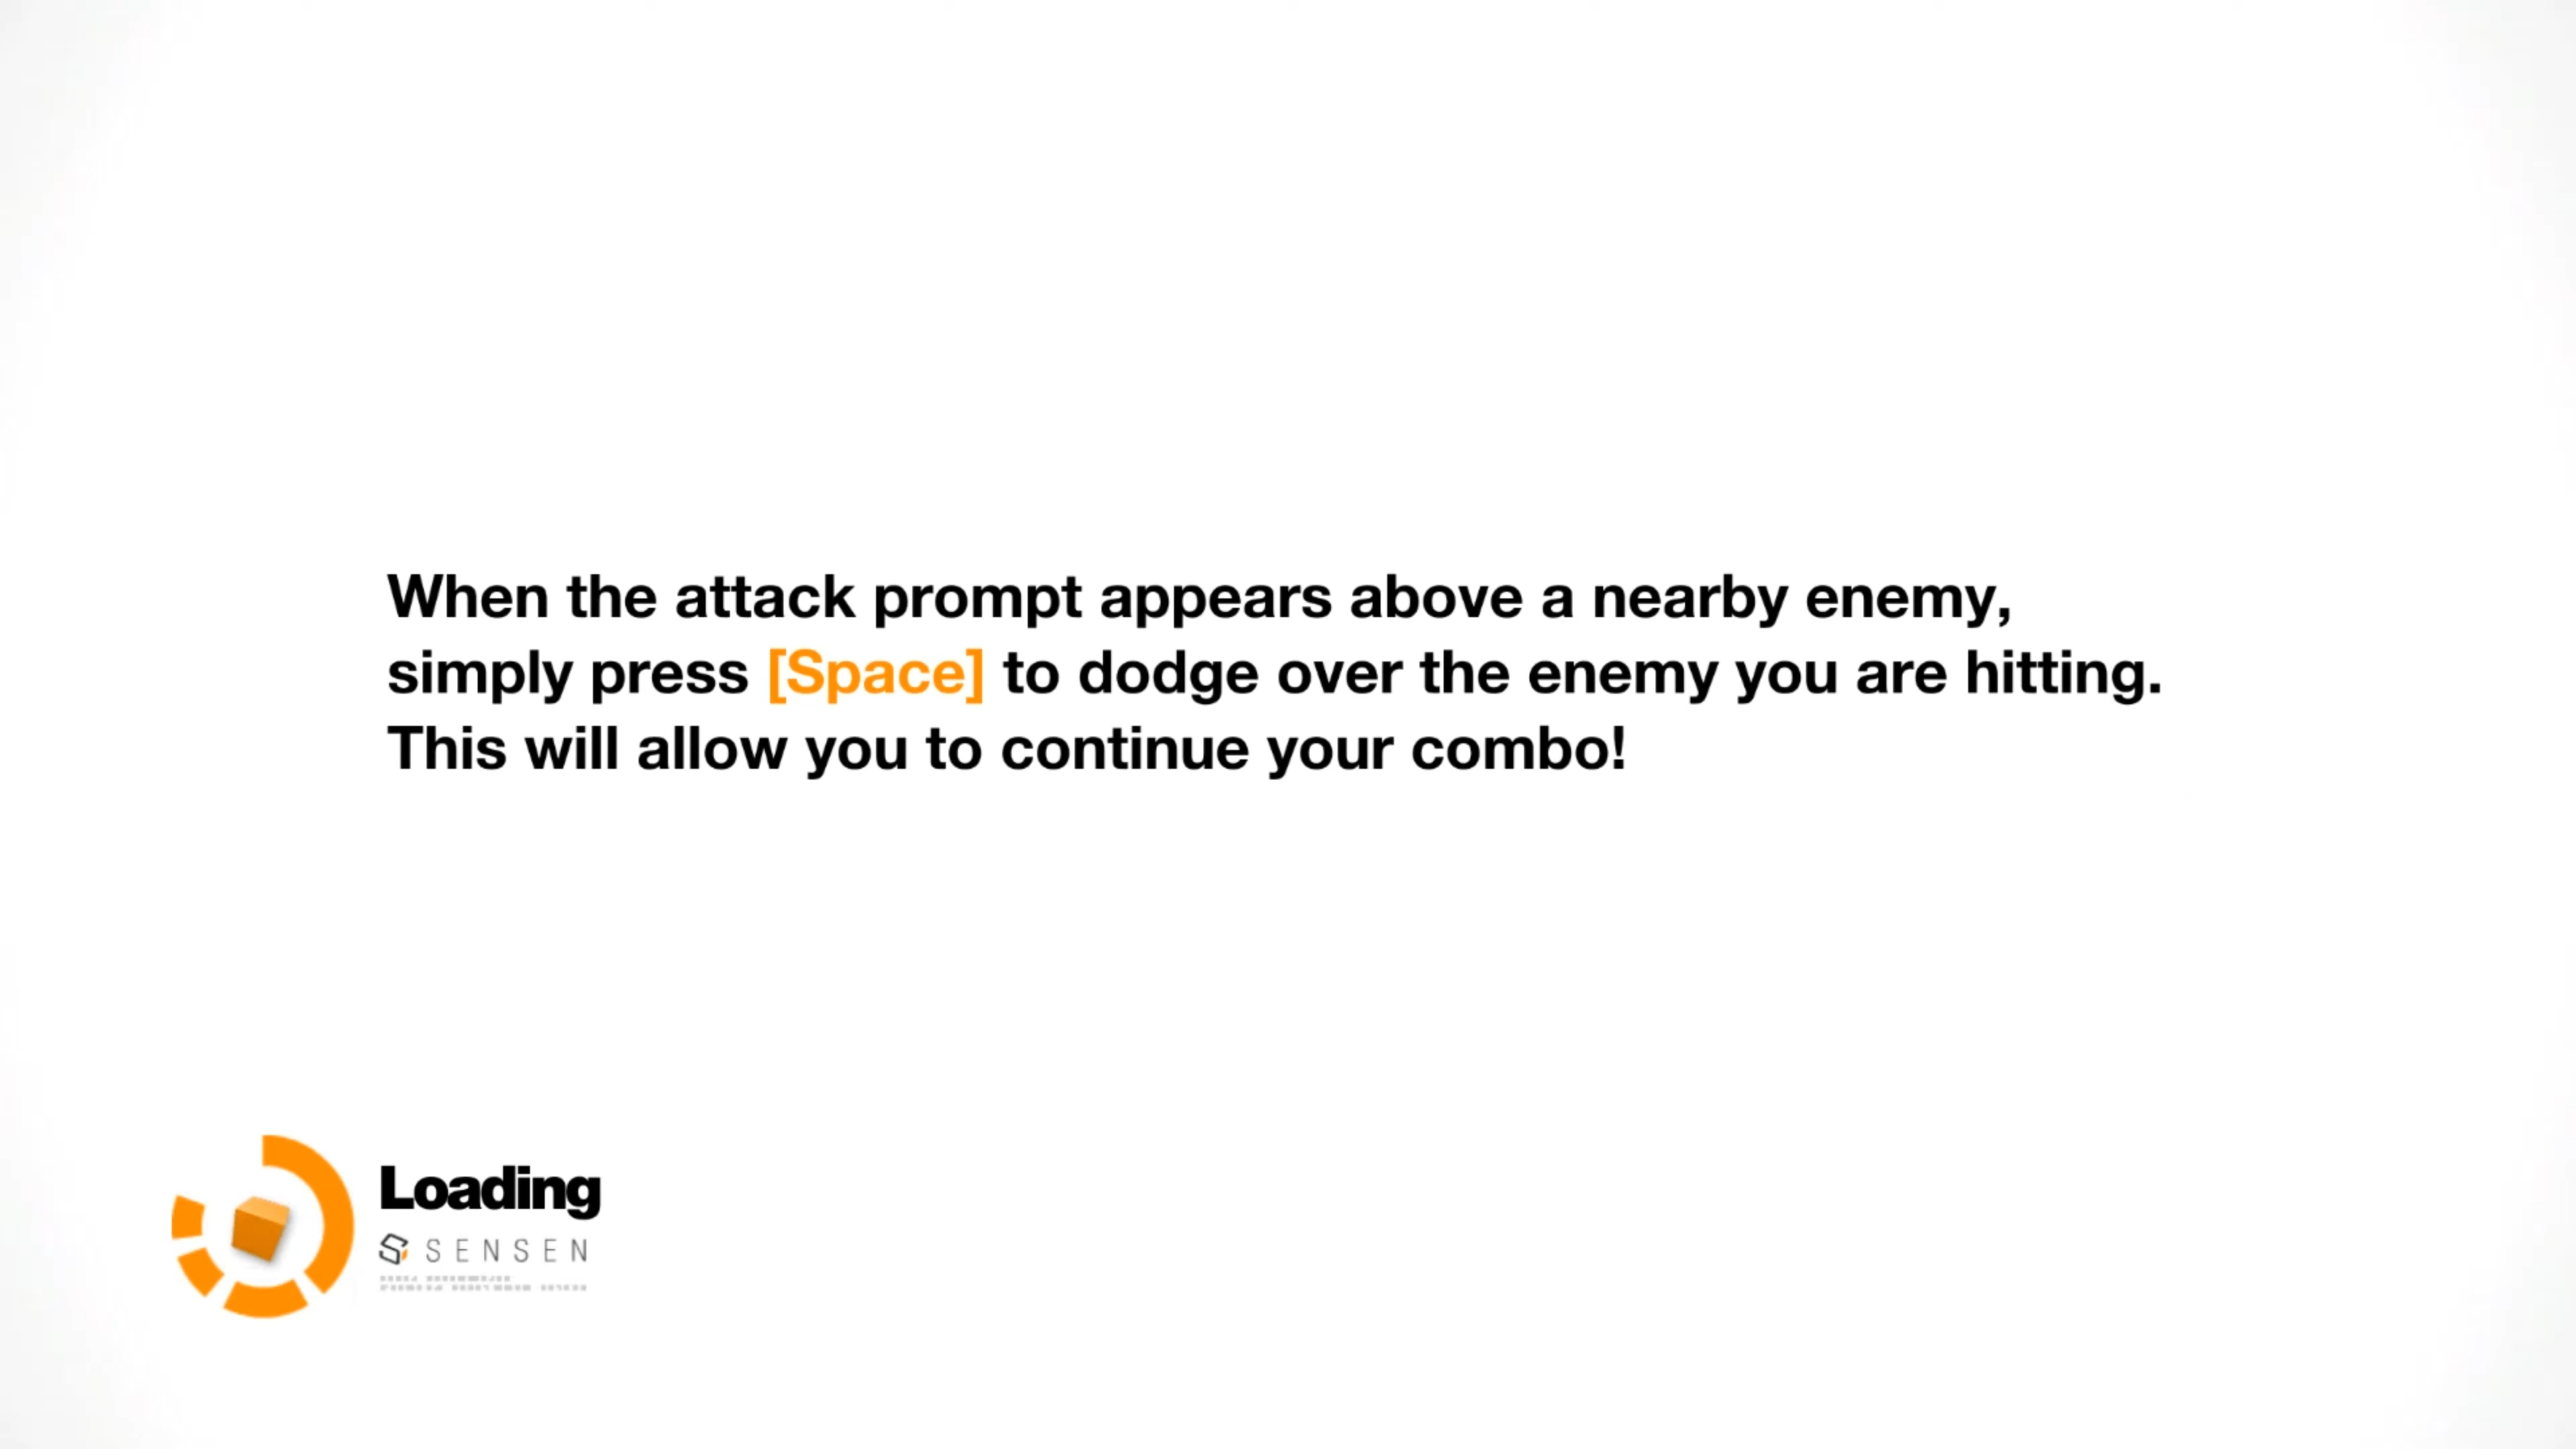 When the attack prompt appears above a nearby enemy,
simply press [Space] to dodge over the enemy you are hitting.
This will allow you to continue your combo!
Loading
SENSEN